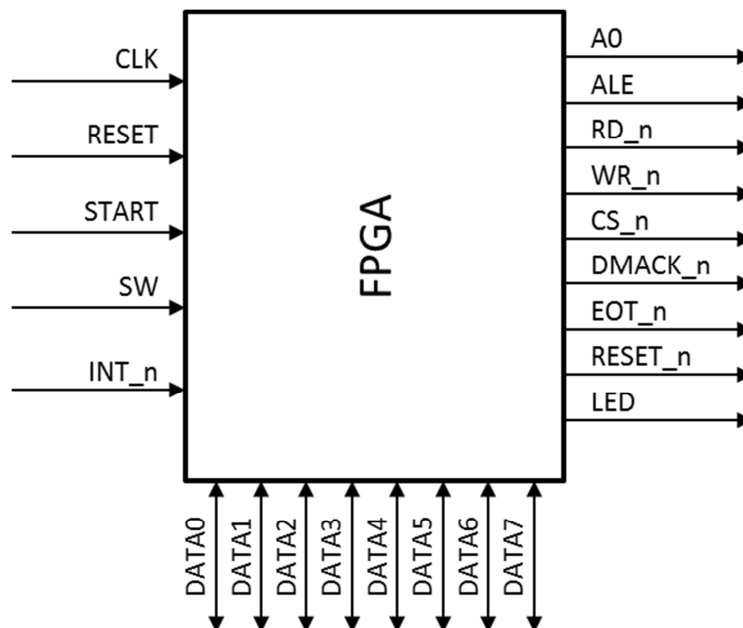 CLK
RESET
START
SW
INT_n
FPGA
A0
ALE
RD_n
WR_n
CS_n
DMACK_n
EOT_n
RESET_n
LED
DATA0
DATA1
DATA2
DATA3
DATA4
DATA5
DATA6
DATA7